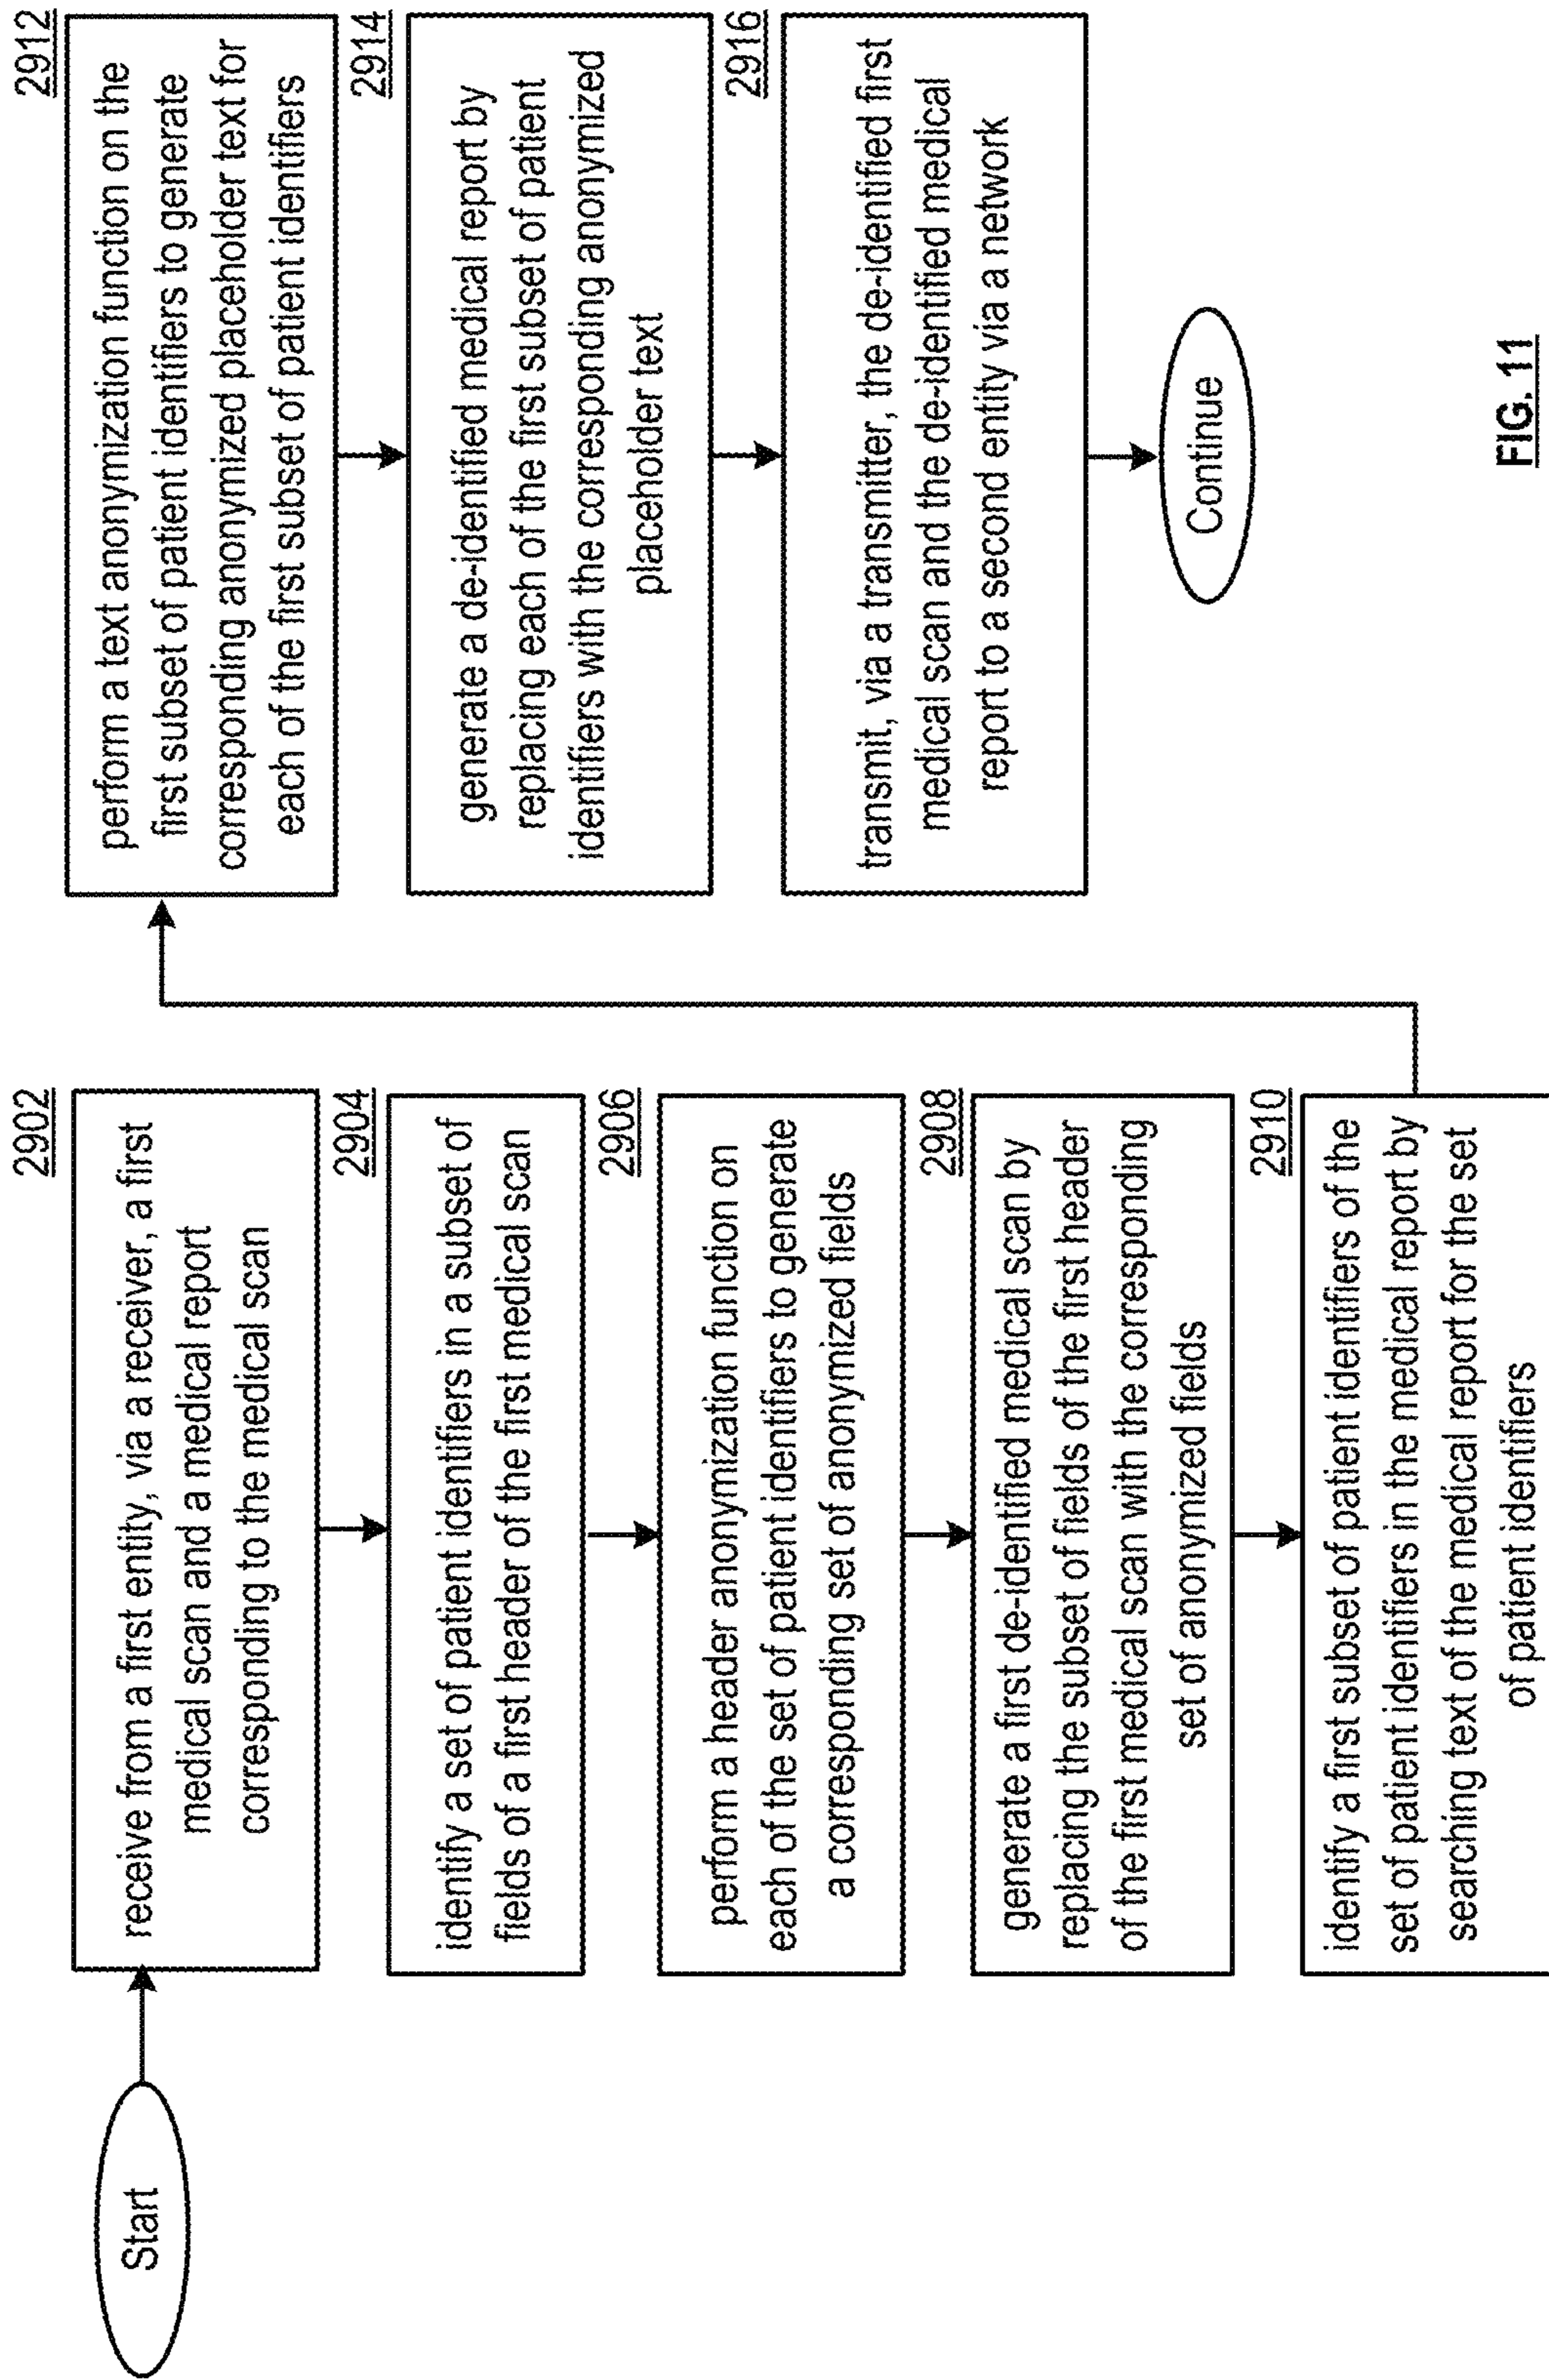 Start
2902
receive from a first entity, via a receiver, a first
medical scan and a medical report
corresponding to the medical scan
2904
identify a set of patient identifiers in a subset of
fields of a first header of the first medical scan
2906
perform a header anonymization function on
each of the set of patient identifiers to generate
a corresponding set of anonymized fields
2908
generate a first de-identified medical scan by
replacing the subset of fields of the first header
of the first medical scan with the corresponding
set of anonymized fields
2910
identify a first subset of patient identifiers of the
set of patient identifiers in the medical report by
searching text of the medical report for the set
of patient identifiers
2912
perform a text anonymization function on the
first subset of patient identifiers to generate
corresponding anonymized placeholder text for
each of the first subset of patient identifiers
2914
generate a de-identified medical report by
replacing each of the first subset of patient
identifiers with the corresponding anonymized
placeholder text
2916
transmit, via a transmitter, the de-identified first
medical scan and the de-identified medical
report to a second entity via a network
Continue
FIG. 11